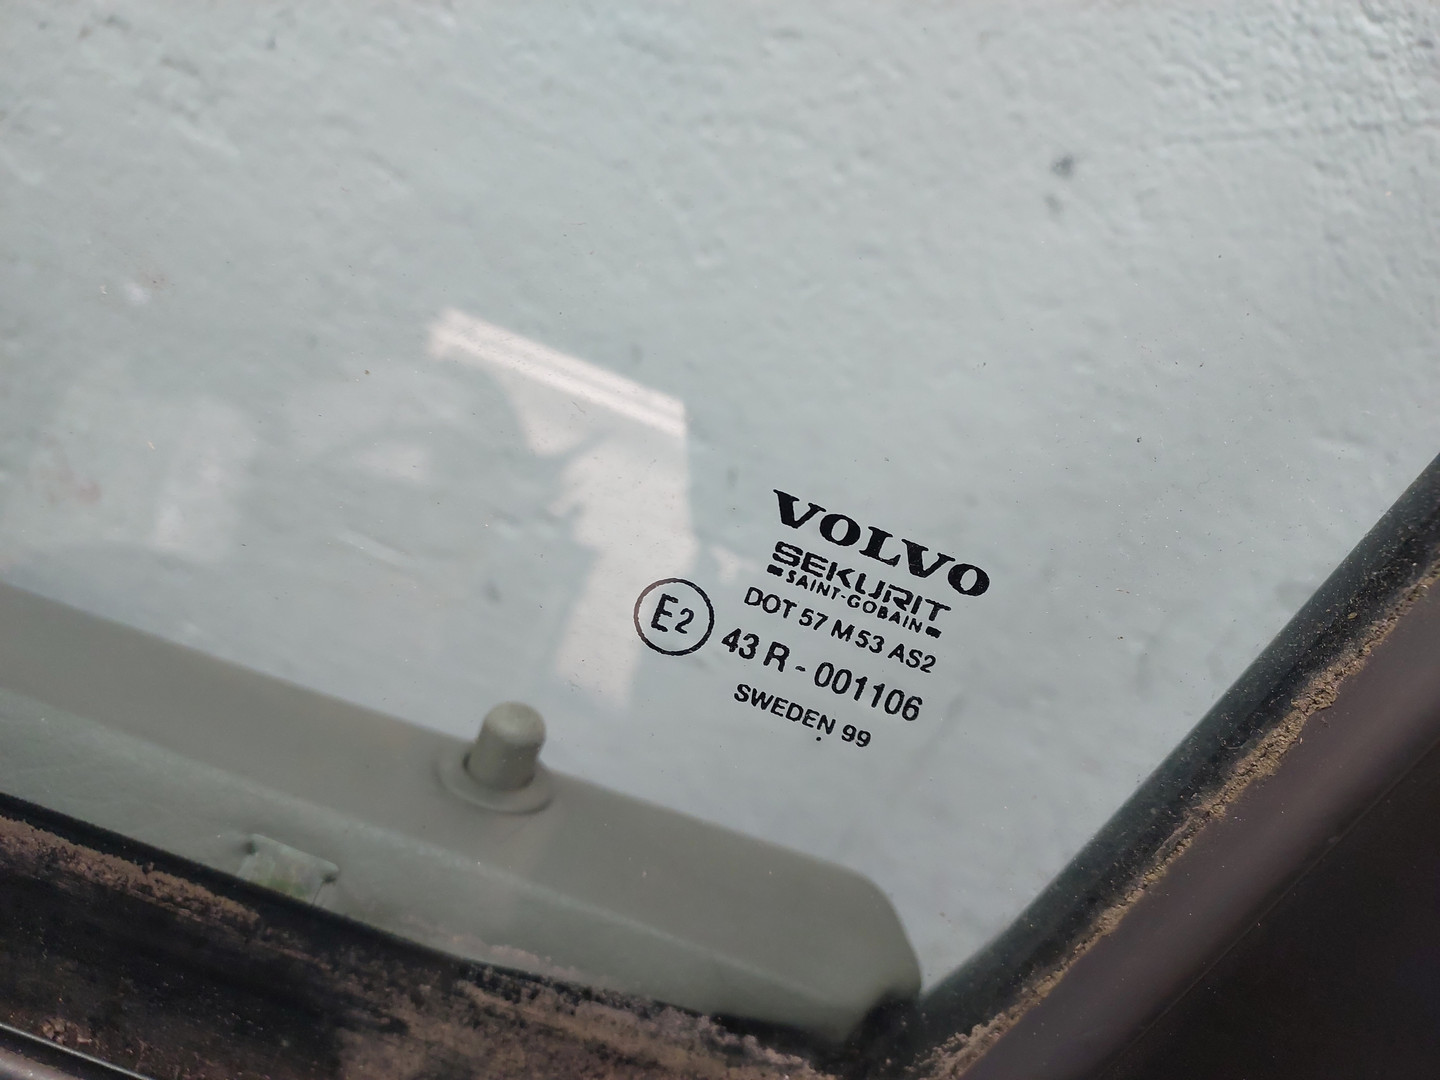 VOLVO
SEKURIT
SAINT-GOBAIN
DOT 57 M 53 AS2
E2 43 R - 001106
SWEDEN 99